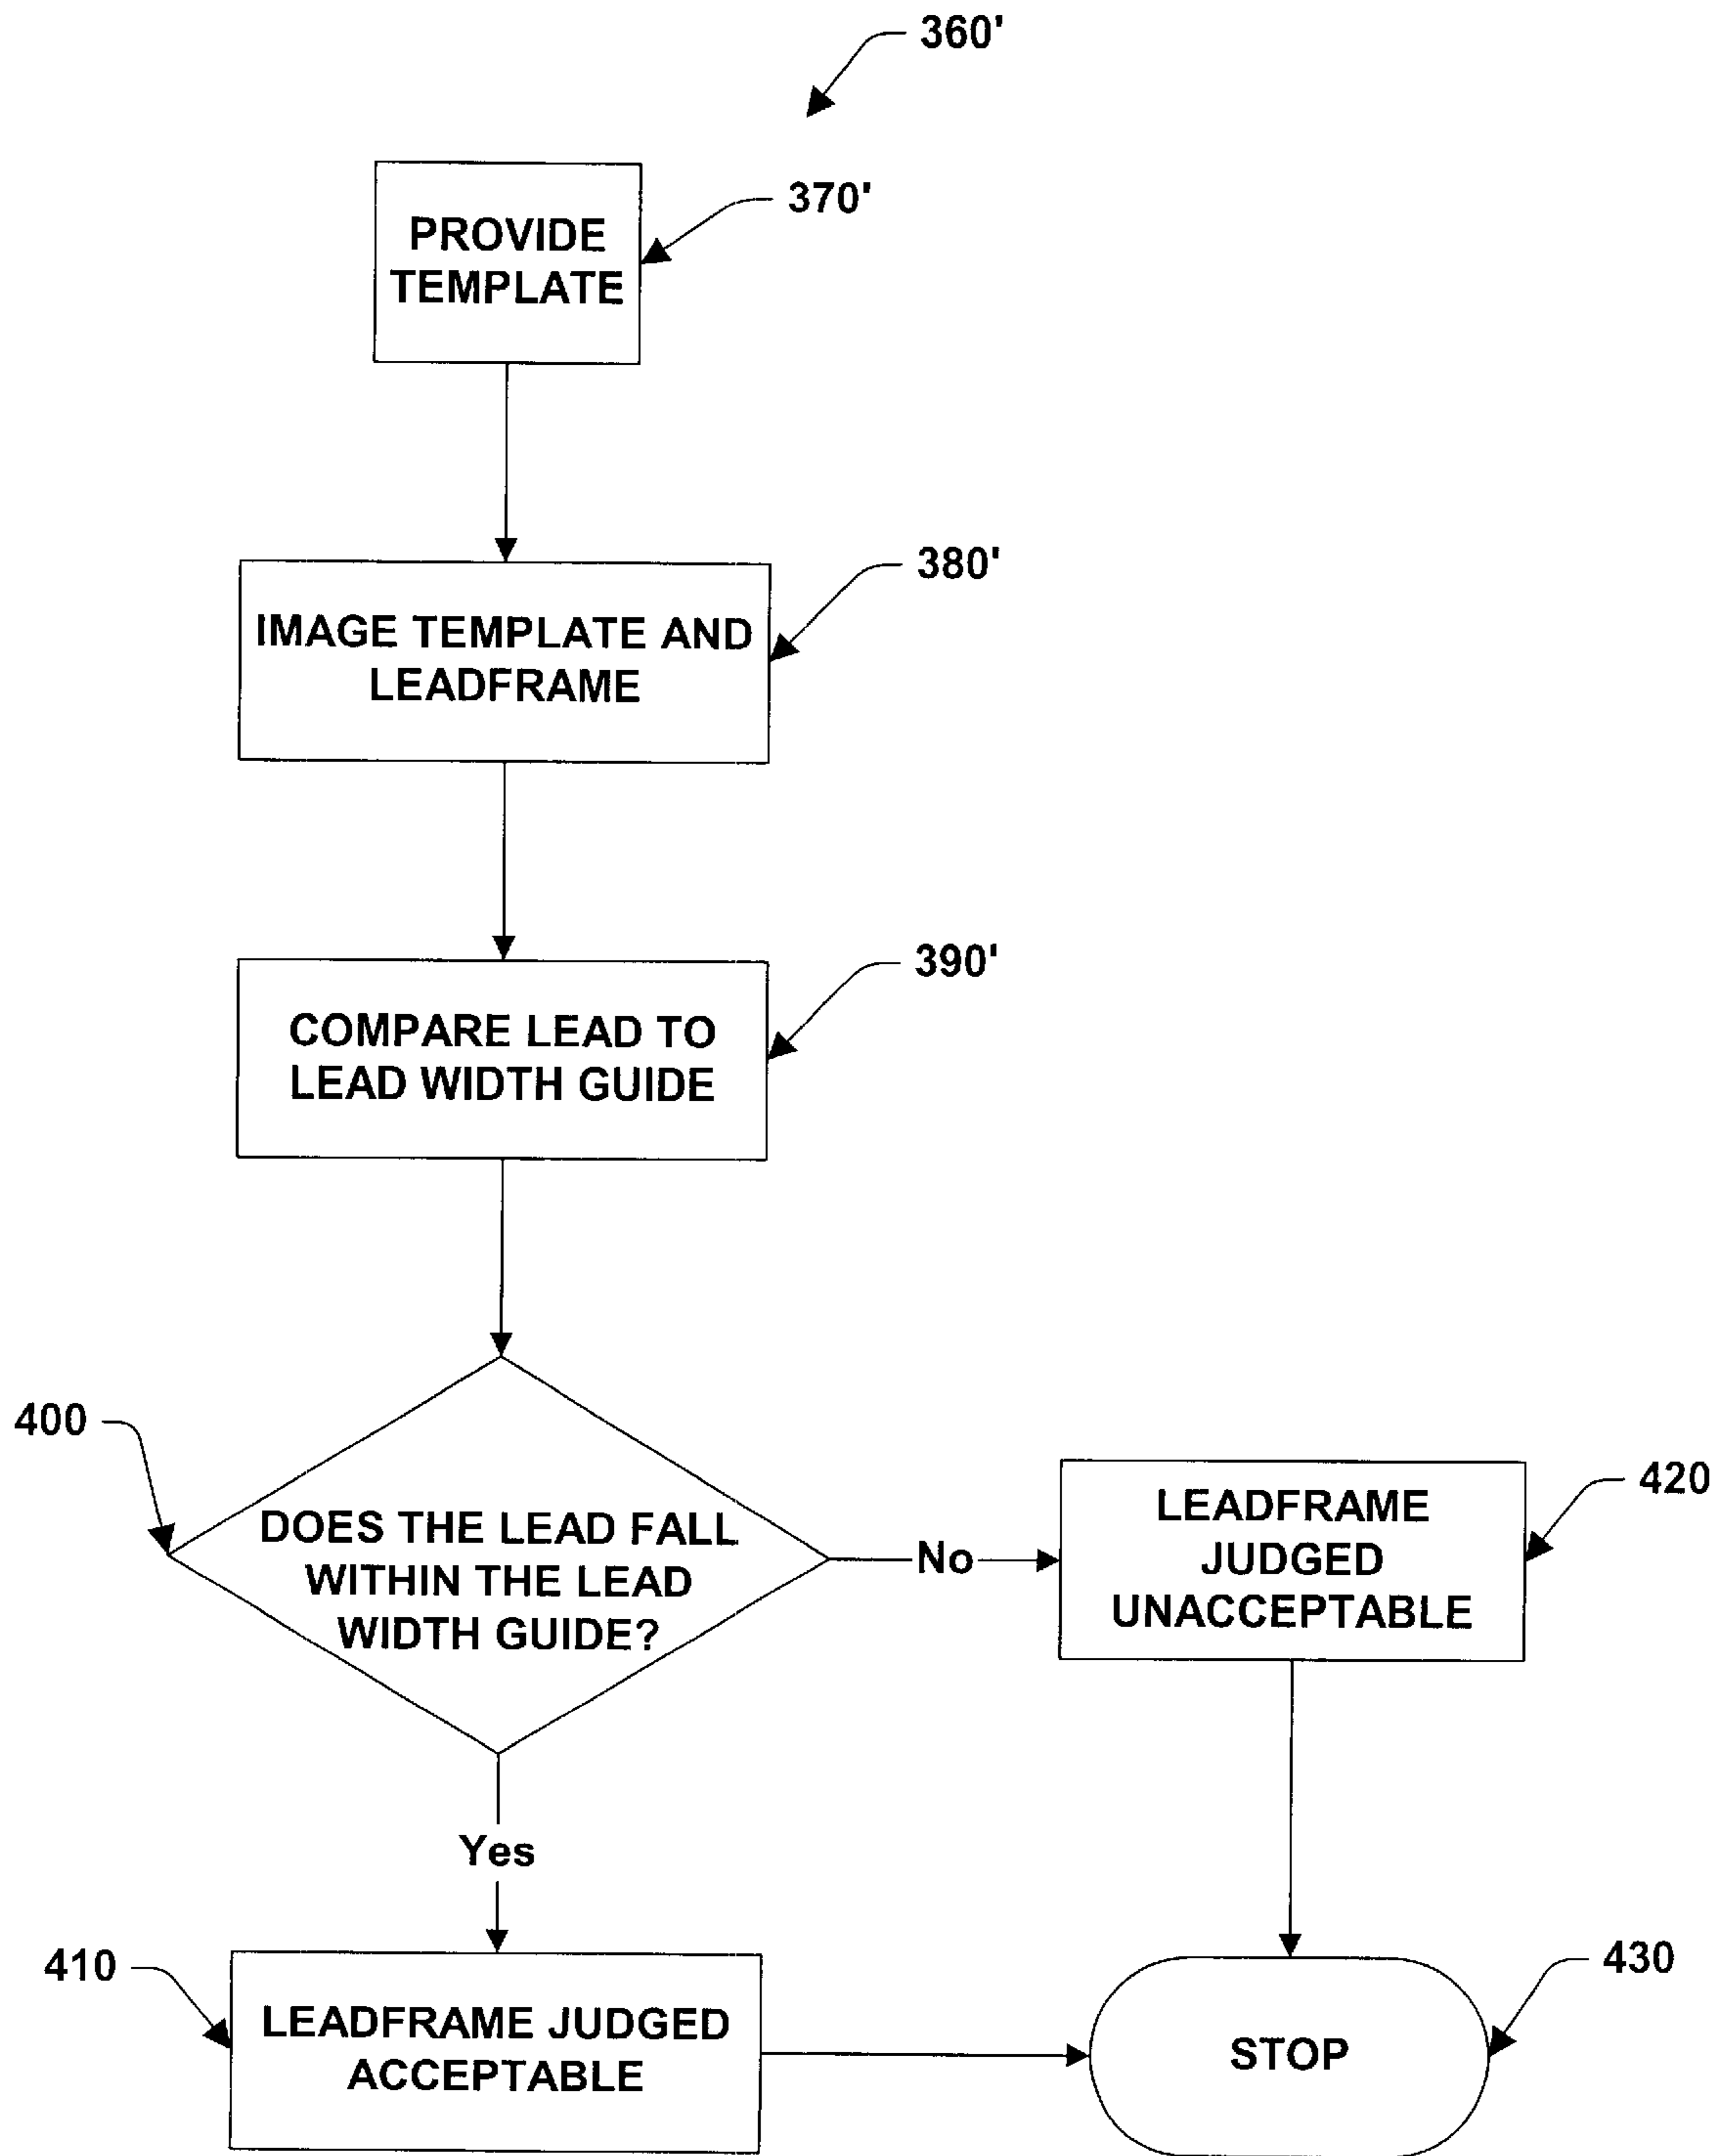 360'
370'
PROVIDE
TEMPLATE
380'
IMAGE TEMPLATE AND
LEADFRAME
390'
COMPARE LEAD TO
LEAD WIDTH GUIDE
400
DOES THE LEAD FALL
WITHIN THE LEAD
WIDTH GUIDE?
No
420
LEADFRAME
JUDGED
UNACCEPTABLE
Yes
410
LEADFRAME JUDGED
ACCEPTABLE
430
STOP